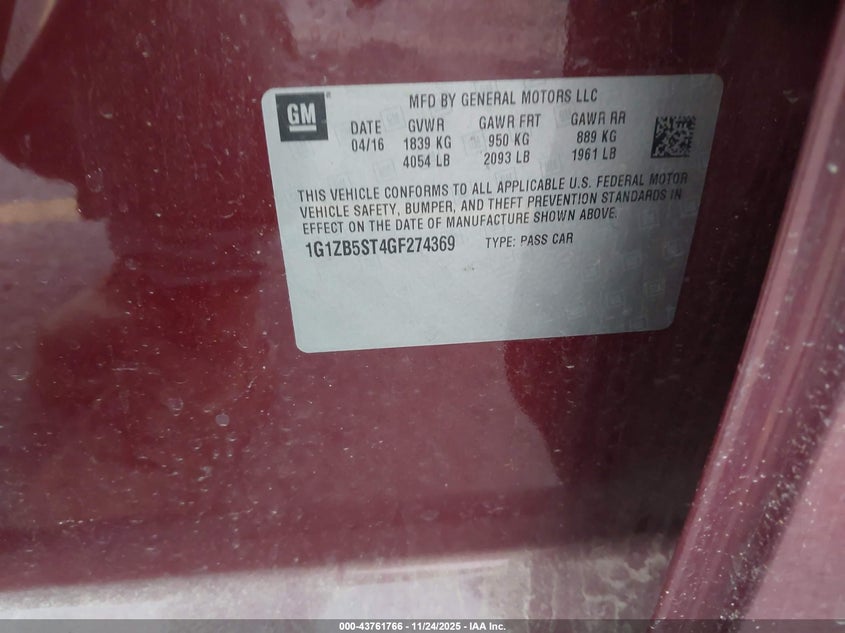 GM
MFD BY GENERAL MOTORS LLC
DATE GVWR GAWR FRT GAWR RR
04/16 1839 KG 950 KG 889 KG
4054 LB 2093 LB 1961 LB
THIS VEHICLE CONFORMS TO ALL APPLICABLE U.S. FEDERAL MOTOR
VEHICLE SAFETY, BUMPER, AND THEFT PREVENTION STANDARDS IN
EFFECT ON THE DATE OF MANUFACTURE SHOWN ABOVE.
1G1ZB5ST4GF274369 TYPE: PASS CAR
000-43761766 - 11/24/2025 - IAA Inc.